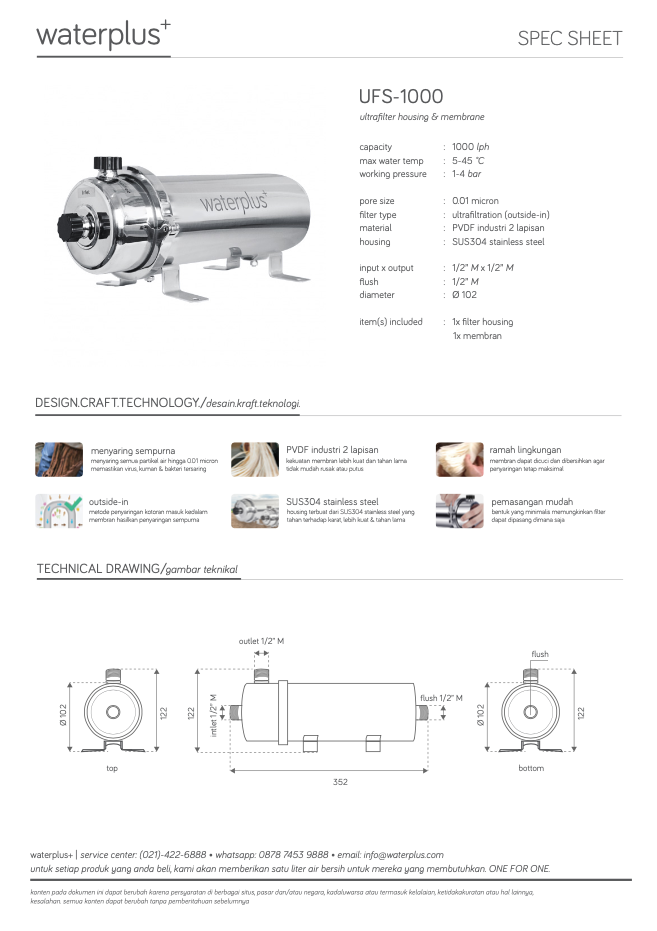 waterplus+
SPEC SHEET
UFS-1000
ultrafilter housing & membrane
capacity : 1000 lph
max water temp : 5-45 °C
working pressure : 1-4 bar
pore size : 0.01 micron
filter type : ultrafiltration (outside-in)
material : PVDF industri 2 lapisan
housing : SUS304 stainless steel
input x output : 1/2" M x 1/2" M
flush : 1/2" M
diameter : Ø 102
item(s) included : 1x filter housing
1x membran
waterplus+
DESIGN.CRAFT.TECHNOLOGY./desain.kraft.teknologi.
menyaring sempurna
menyaring semua partikel air hingga 0.01 micron
memastikan virus, kuman & bakteri tersaring
PVDF industri 2 lapisan
kekuatan membran lebih kuat dan tahan lama
tidak mudah rusak atau putus
ramah lingkungan
membran dapat dicuci dan dibersihkan agar
penyaringan tetap maksimal
outside-in
metode penyaringan kotoran masuk kedalam
membran hasilkan penyaringan sempurna
SUS304 stainless steel
housing terbuat dari SUS304 stainless steel yang
tahan terhadap karat, lebih kuat & tahan lama
pemasangan mudah
bentuk yang minimalis memungkinkan filter
dapat dipasang dimana saja
TECHNICAL DRAWING/gambar teknikal
outlet 1/2" M
flush
Ø 102
122
122
intlet 1/2" M
flush 1/2" M
Ø 102
122
top
352
bottom
waterplus+ | service center: (021)-422-6888 • whatsapp: 0878 7453 9888 • email: info@waterplus.com
untuk setiap produk yang anda beli, kami akan memberikan satu liter air bersih untuk mereka yang membutuhkan. ONE FOR ONE.
konten pada dokumen ini dapat berubah karena persyaratan di berbagai situs, pasar dan/atau negara, kadaluwarsa atau termasuk kelalaian, ketidakakuratan atau hal lainnya,
kesalahan. semua konten dapat berubah tanpa pemberitahuan sebelumnya